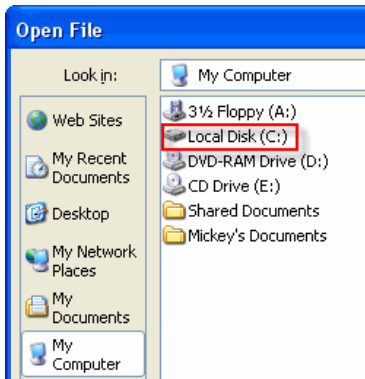 Open File
Look in:
My Computer
Web Sites
My Recent
Documents
Desktop
My Network
Places
My
Documents
My
Computer
3½ Floppy (A:)
Local Disk (C:)
DVD-RAM Drive (D:)
CD Drive (E:)
Shared Documents
Mickey's Documents